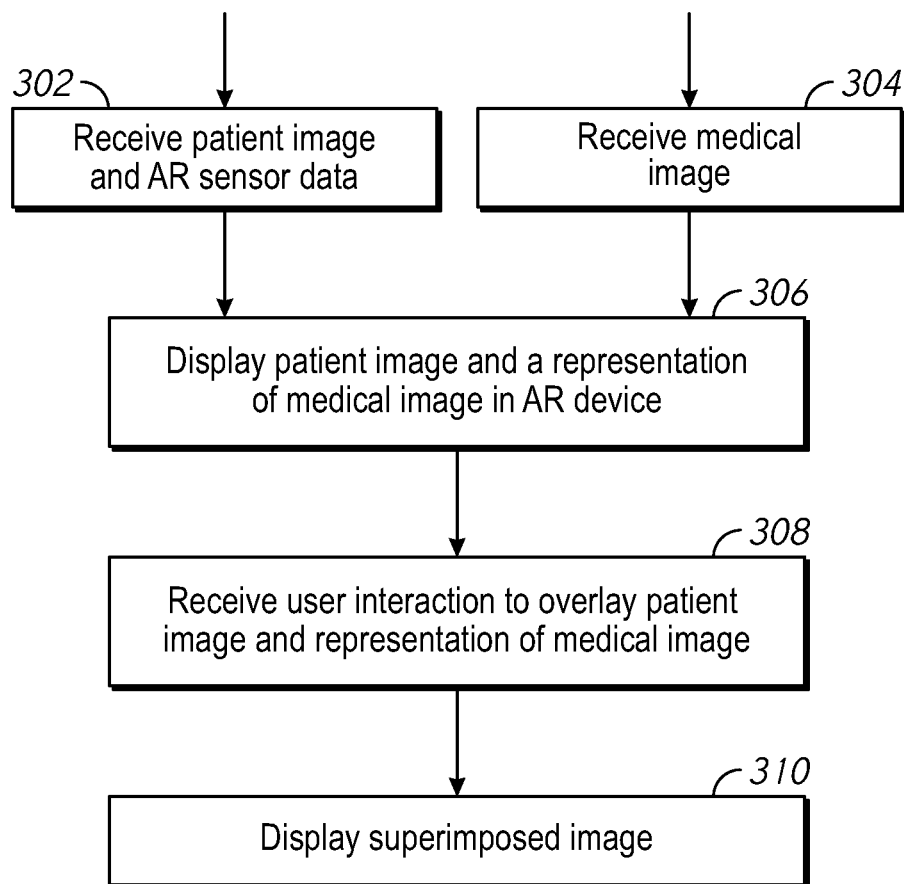 302
304
Receive patient image
and AR sensor data
Receive medical
image
306
Display patient image and a representation
of medical image in AR device
308
Receive user interaction to overlay patient
image and representation of medical image
310
Display superimposed image